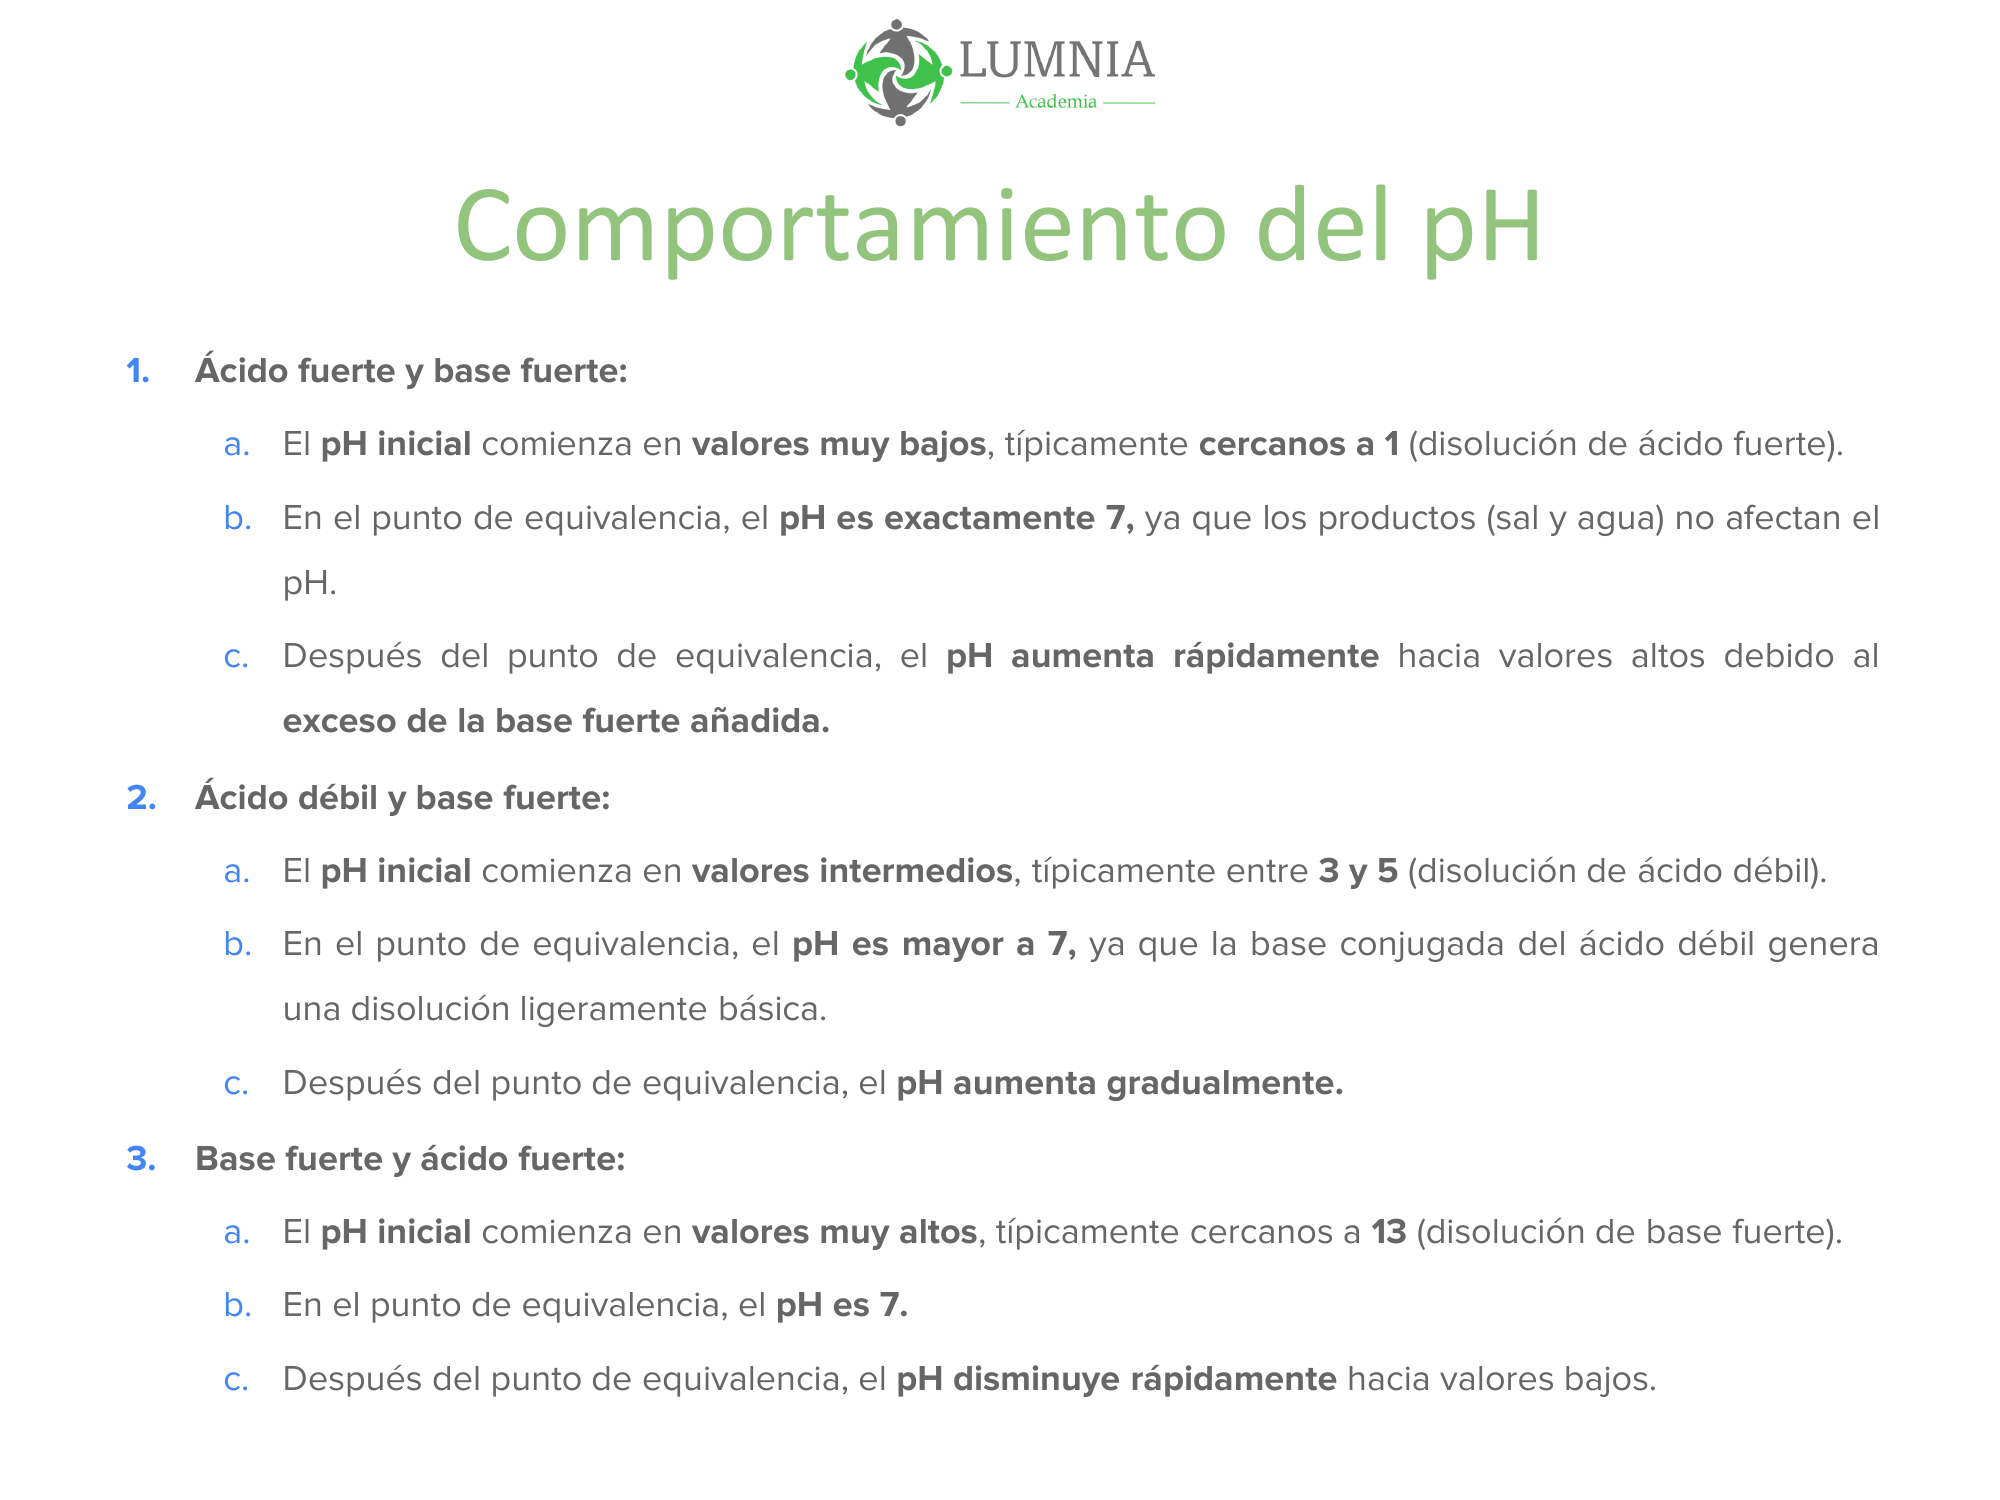 LUMNIA
Academia
Comportamiento del pH
1. Ácido fuerte y base fuerte:
a. El pH inicial comienza en valores muy bajos, típicamente cercanos a 1 (disolución de ácido fuerte).
b. En el punto de equivalencia, el pH es exactamente 7, ya que los productos (sal y agua) no afectan el
pH.
c. Después del punto de equivalencia, el pH aumenta rápidamente hacia valores altos debido al
exceso de la base fuerte añadida.
2. Ácido débil y base fuerte:
a. El pH inicial comienza en valores intermedios, típicamente entre 3 y 5 (disolución de ácido débil).
b. En el punto de equivalencia, el pH es mayor a 7, ya que la base conjugada del ácido débil genera
una disolución ligeramente básica.
c. Después del punto de equivalencia, el pH aumenta gradualmente.
3. Base fuerte y ácido fuerte:
a. El pH inicial comienza en valores muy altos, típicamente cercanos a 13 (disolución de base fuerte).
b. En el punto de equivalencia, el pH es 7.
c. Después del punto de equivalencia, el pH disminuye rápidamente hacia valores bajos.